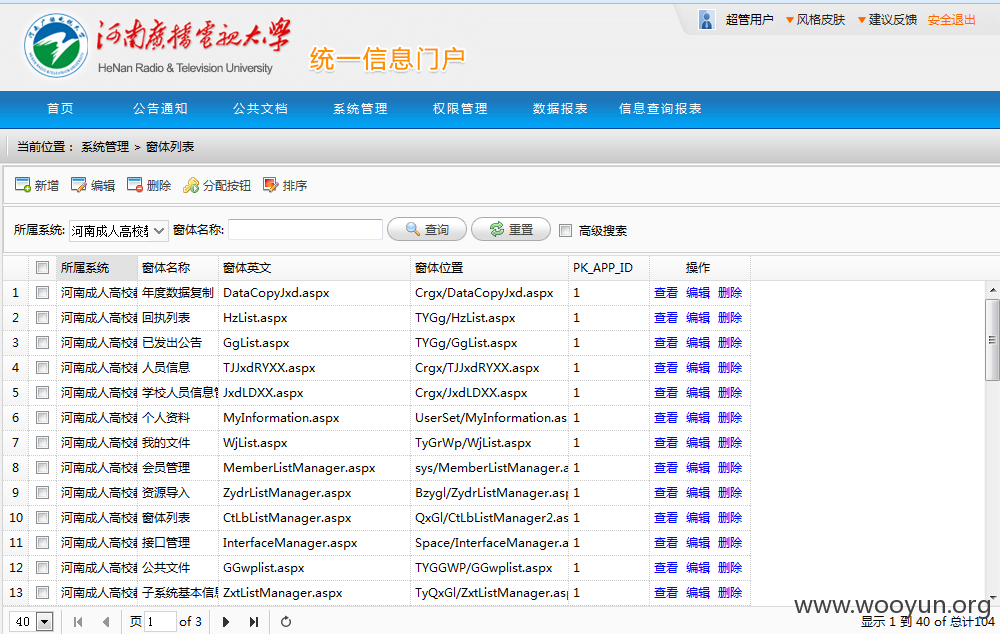 超管用户 风格皮肤 建议反馈 安全退出
河南广播电视大学
HeNan Radio & Television University
统一信息门户
首页 公告通知 公共文档 系统管理 权限管理 数据报表 信息查询报表
当前位置： 系统管理 > 窗体列表
新增 编辑 删除 分配按钮 排序
所属系统: 河南成人高校 窗体名称: 查询 重置 高级搜索
所属系统 窗体名称 窗体英文 窗体位置 PK_APP_ID 操作
1 河南成人高校 年度数据复制 DataCopyJxd.aspx Crgx/DataCopyJxd.aspx 1 查看 编辑 删除
2 河南成人高校 回执列表 HzList.aspx TYGg/HzList.aspx 1 查看 编辑 删除
3 河南成人高校 已发出公告 GgList.aspx TYGg/GgList.aspx 1 查看 编辑 删除
4 河南成人高校 人员信息 TJJxdRYXX.aspx Crgx/TJJxdRYXX.aspx 1 查看 编辑 删除
5 河南成人高校 学校人员信息 JxdLDXX.aspx Crgx/JxdLDXX.aspx 1 查看 编辑 删除
6 河南成人高校 个人资料 MyInformation.aspx UserSet/MyInformation.as 1 查看 编辑 删除
7 河南成人高校 我的文件 WjList.aspx TyGrWp/WjList.aspx 1 查看 编辑 删除
8 河南成人高校 会员管理 MemberListManager.aspx sys/MemberListManager.a 1 查看 编辑 删除
9 河南成人高校 资源导入 ZydrListManager.aspx Bzygl/ZydrListManager.asp 1 查看 编辑 删除
10 河南成人高校 窗体列表 CtLbListManager.aspx QxGl/CtLbListManager2.as 1 查看 编辑 删除
11 河南成人高校 接口管理 InterfaceManager.aspx Space/InterfaceManager.a 1 查看 编辑 删除
12 河南成人高校 公共文件 GGwplist.aspx TYGGWP/GGwplist.aspx 1 查看 编辑 删除
13 河南成人高校 子系统基本信息 ZxtListManager.aspx TyQxGl/ZxtListManager.as 1 查看 编辑 删除
www.wooyun.org
40 页 1 of 3 显示 1 到 40 of 总计104